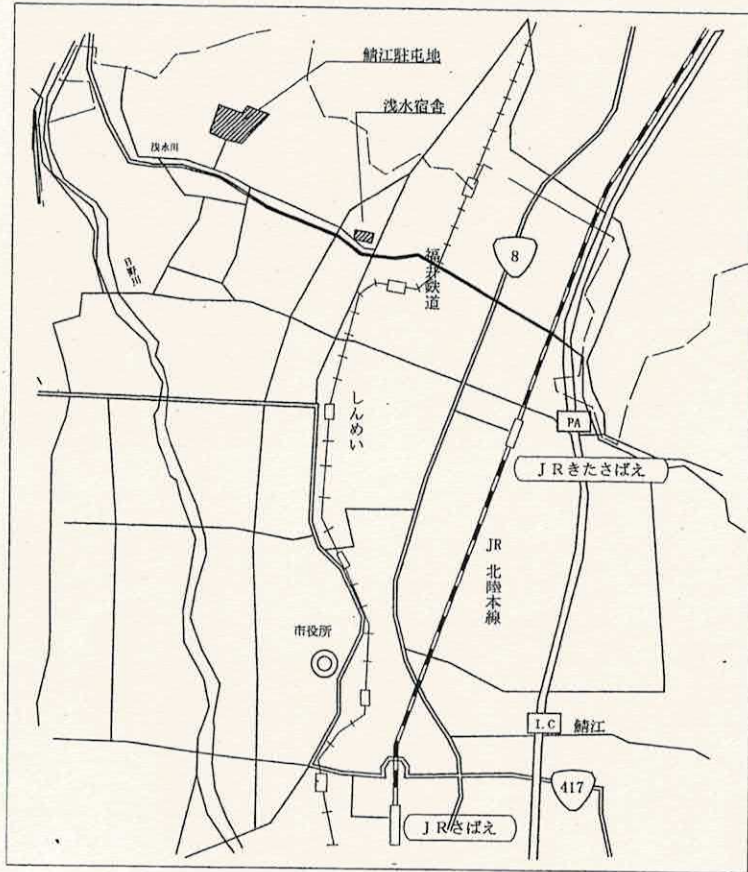 鯖江駐屯地
浅水宿舎
浅水川
日野川
福井鉄道
8
しんめい
PA
JRきたさばえ
JR 北陸本線
市役所
I.C
鯖江
417
JRさばえ